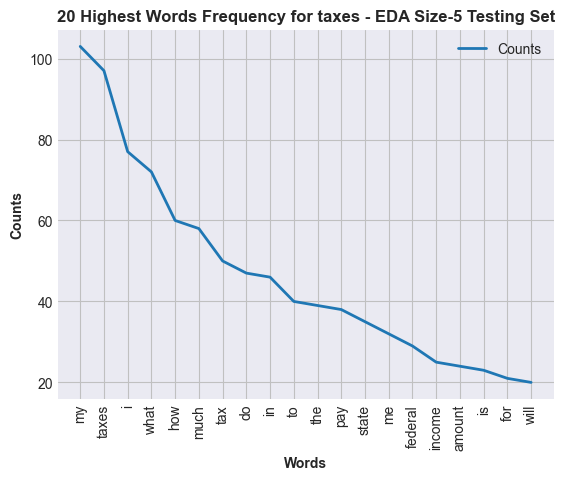 20 Highest Words Frequency for taxes - EDA Size-5 Testing Set
Counts
100
80
60
40
20
Counts
my
taxes
i
what
how
much
tax
do
in
to
the
pay
state
me
federal
income
amount
is
for
will
Words